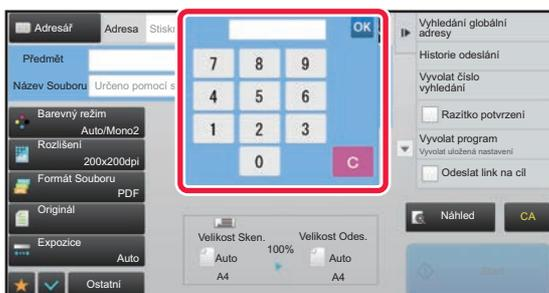 Adresář
Adresa
OK
Předmět
Název Souboru
Určeno pomocí s
Barevný režim
Auto/Mono2
Rozlišení
200x200dpi
Formát Souboru
PDF
Originál
Expozice
Auto
Ostatní
7 8 9
4 5 6
1 2 3
0 C
Velikost Sken.
100%
Velikost Odes.
Auto
Auto
A4
A4
Vyhledání globální
adresy
Historie odeslání
Vyvolat číslo
vyhledání
Razítko potvrzení
Vyvolat program
Vyvolat uložená nastavení
Odeslat link na cíl
Náhled
CA
Start